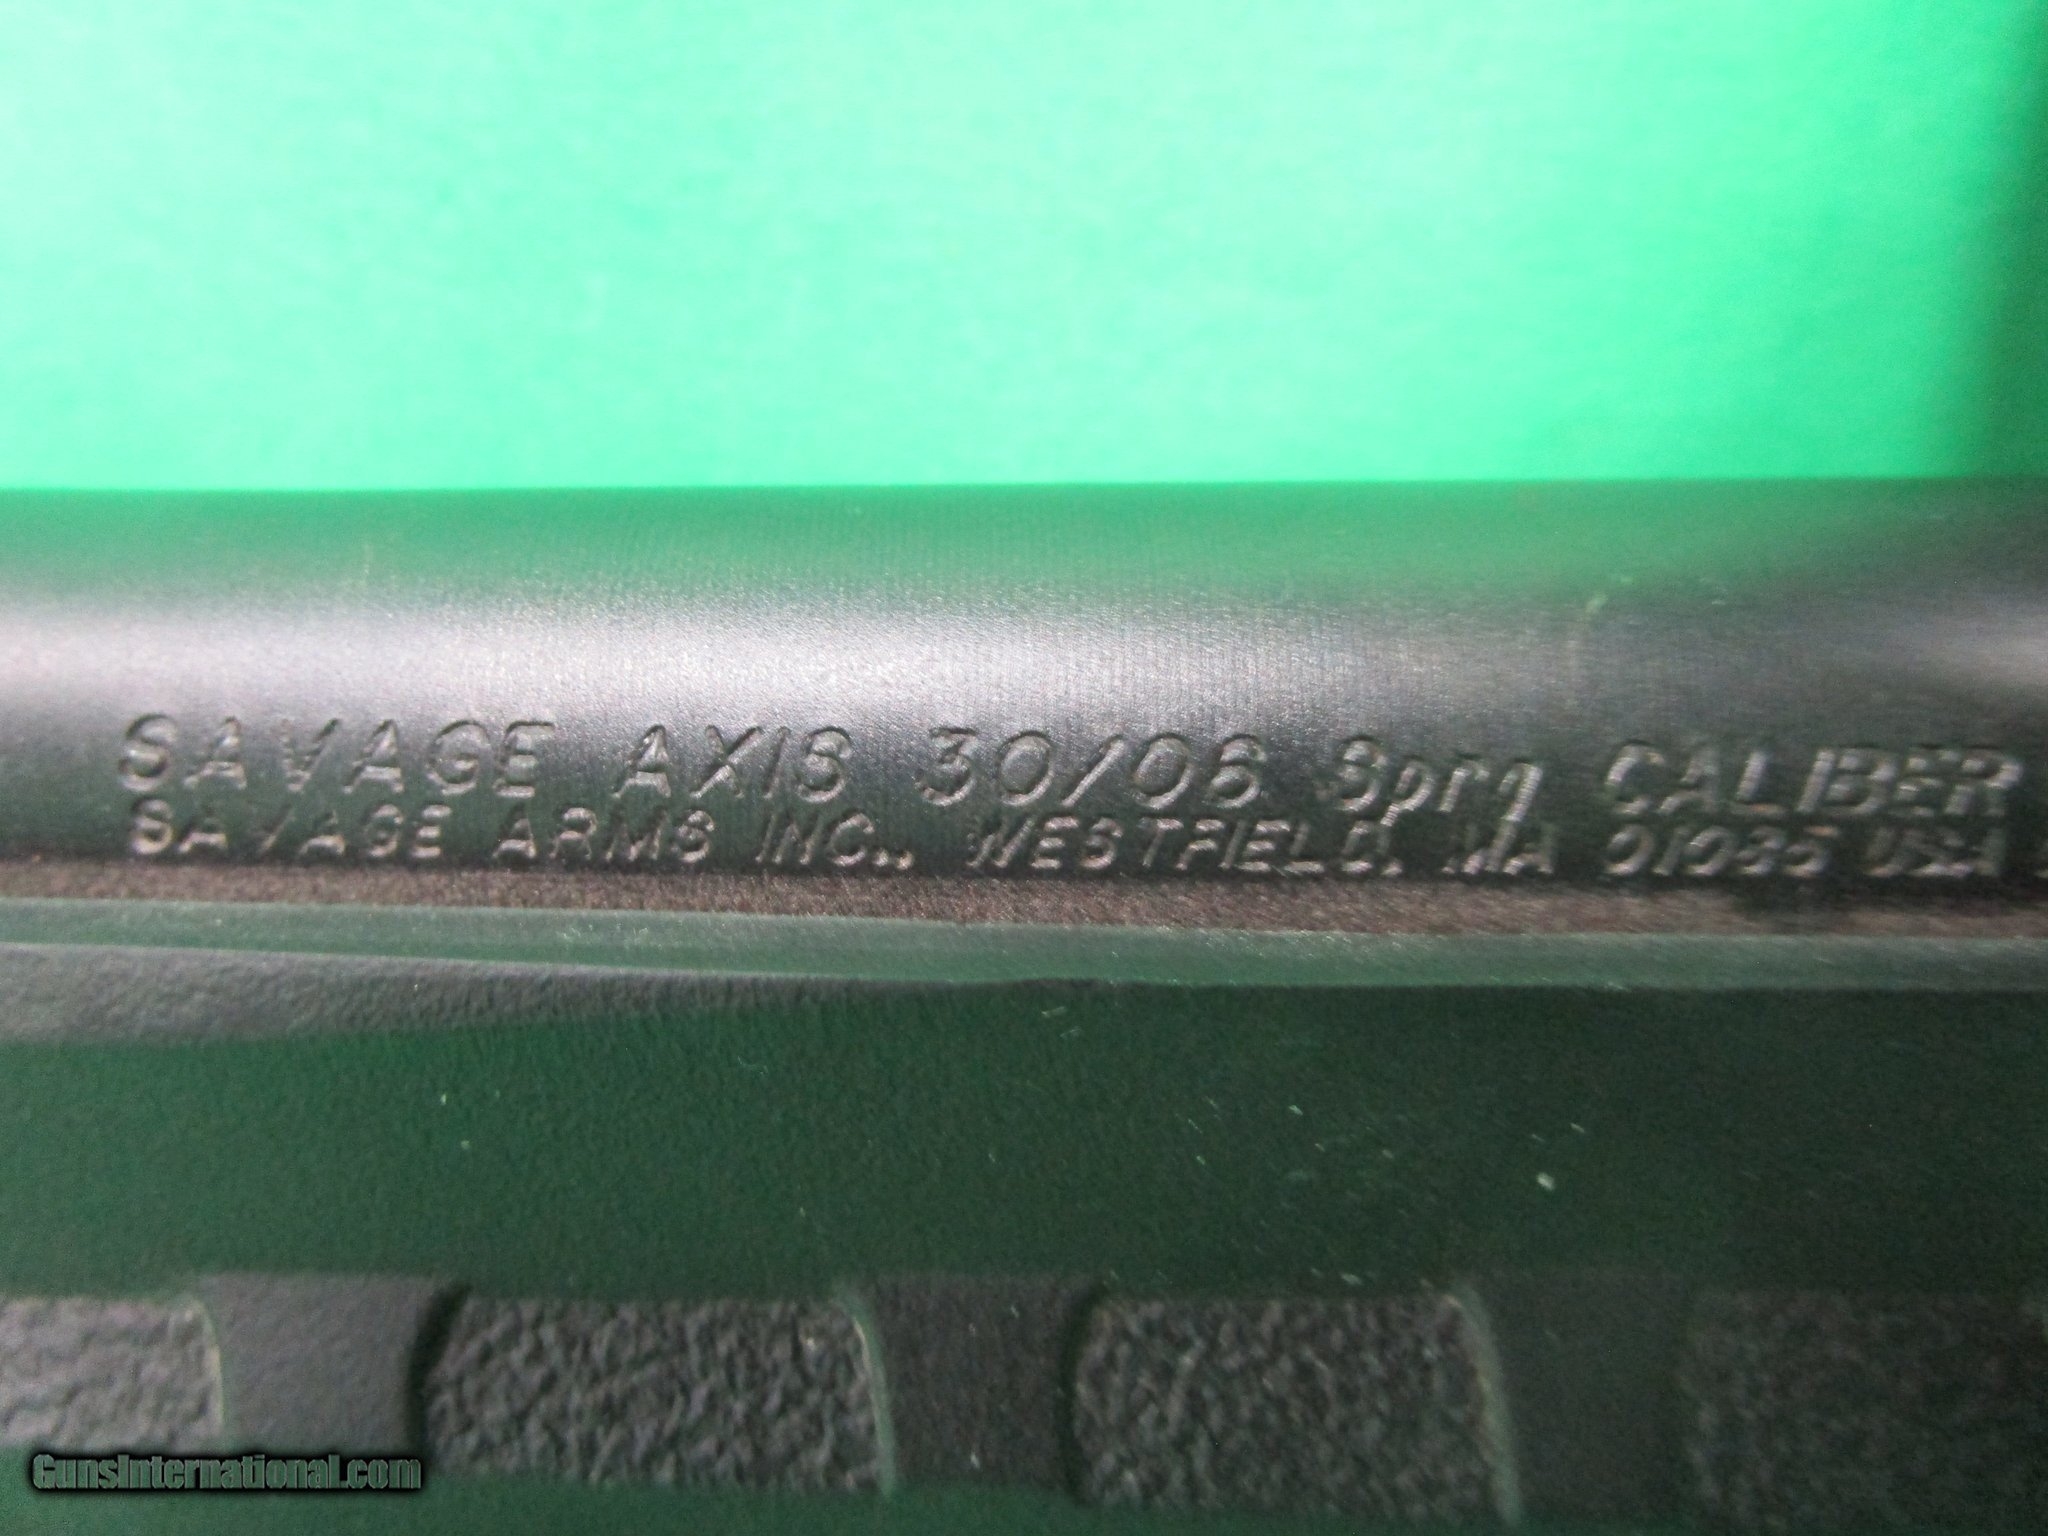 SAVAGE AXIS 30/06 Sprg CALIBER
SAVAGE ARMS INC., WESTFIELD, MA 01085 USA
GunsInternational.com